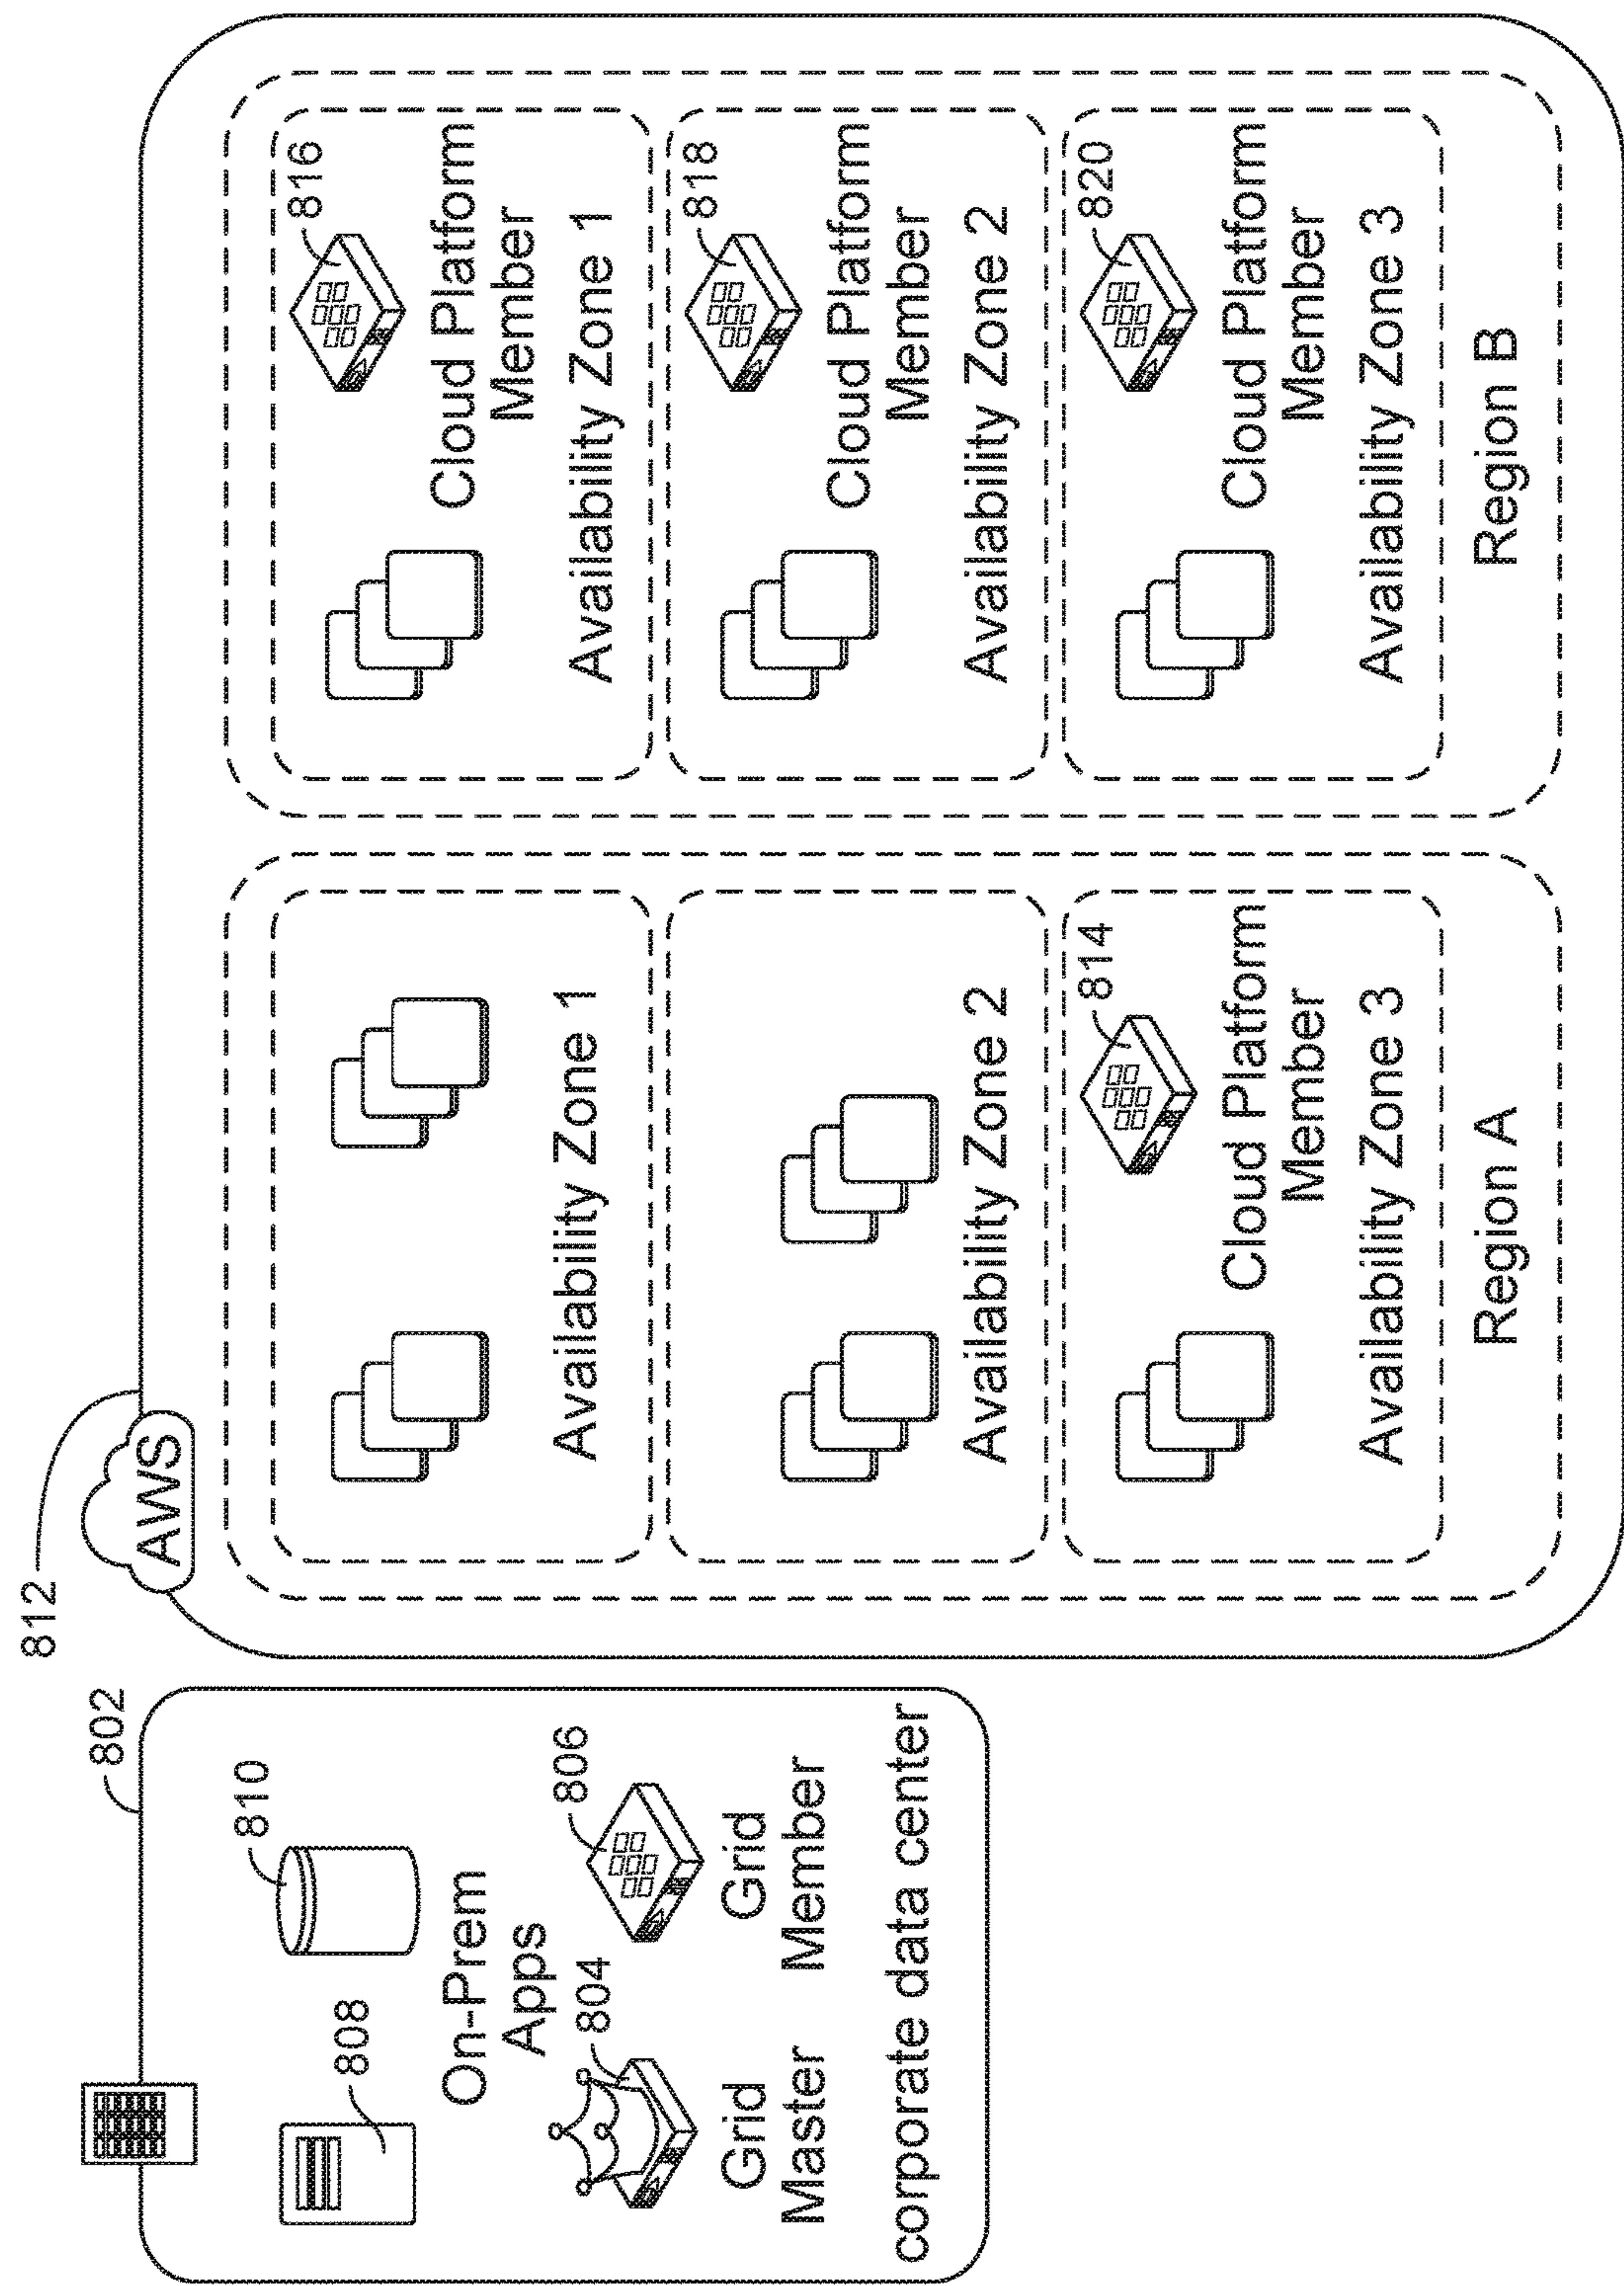 802
810
808
On-Prem
Apps
804
806
Grid
Master
Grid
Member
corporate data center
812
AWS
Availability Zone 1
Availability Zone 2
814
Cloud Platform
Member
Availability Zone 3
Region A
816
Cloud Platform
Member
Availability Zone 1
818
Cloud Platform
Member
Availability Zone 2
820
Cloud Platform
Member
Availability Zone 3
Region B